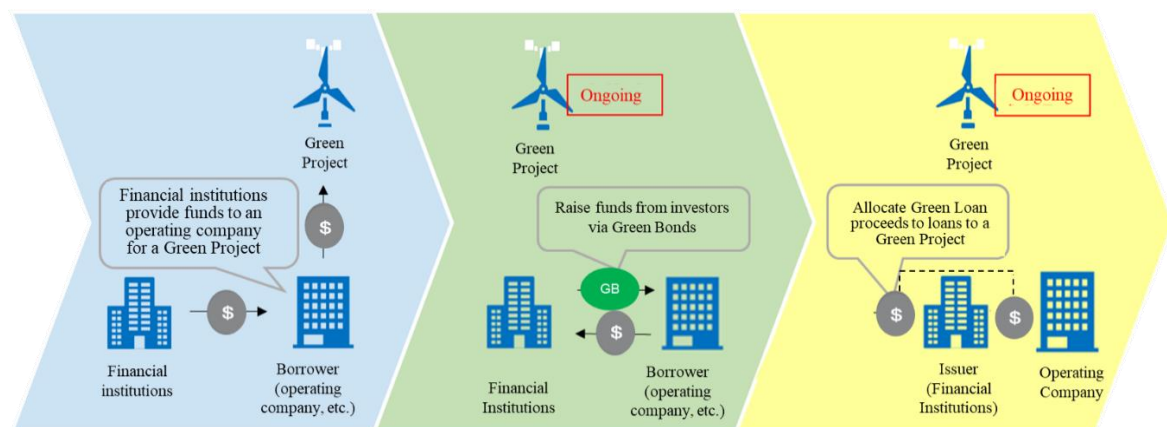 Green
Project
Financial institutions
provide funds to an
operating company
for a Green Project
$
$
Financial
institutions
Borrower
(operating
company, etc.)
Ongoing
Green
Project
Raise funds from investors
via Green Bonds
GB
$
Financial
Institutions
Borrower
(operating
company, etc.)
Ongoing
Green
Project
Allocate Green Loan
proceeds to loans to a
Green Project
$
$
Issuer
(Financial
Institutions)
Operating
Company